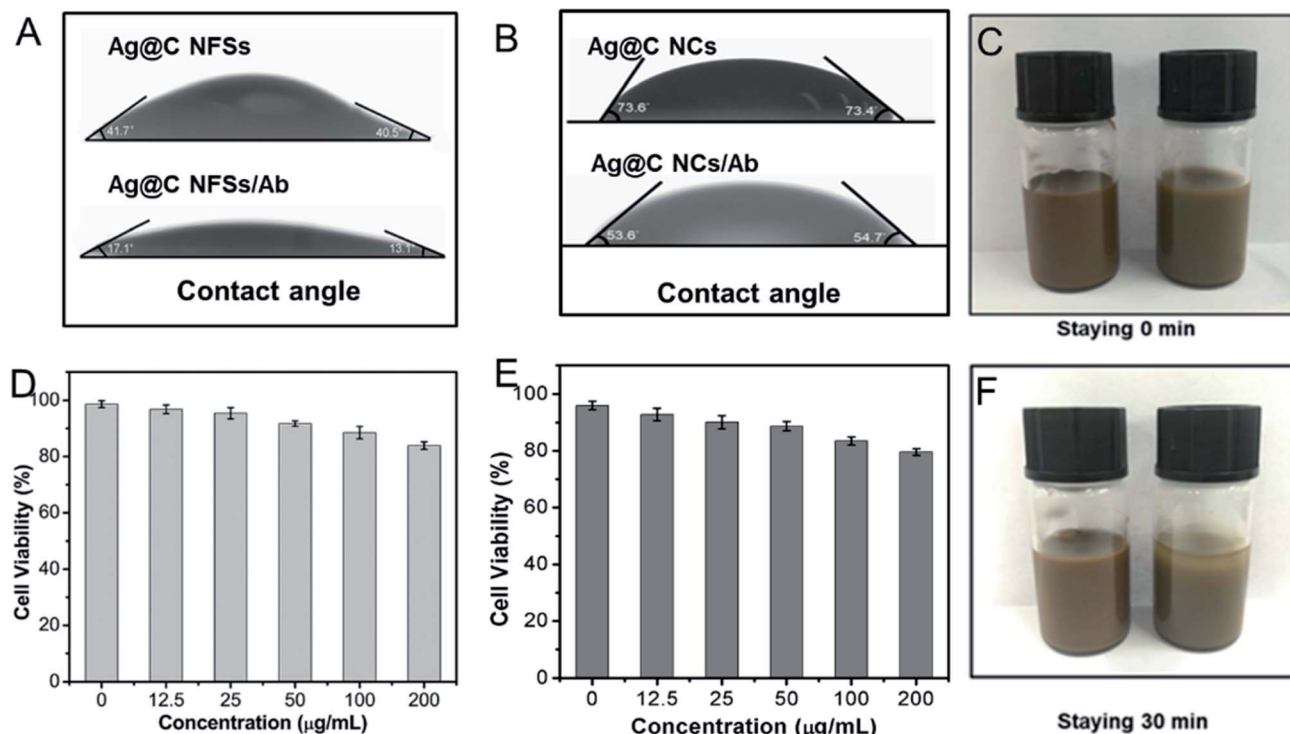 A
Ag@C NFSs
41.7°
40.5°
Ag@C NFSs/Ab
17.1°
13.1°
Contact angle
B
Ag@C NCs
73.6°
73.4°
Ag@C NCs/Ab
53.6°
54.7°
Contact angle
C
Staying 0 min
D
Cell Viability (%)
100
80
60
40
20
0
0 12.5 25 50 100 200
Concentration (μg/mL)
E
Cell Viability (%)
100
80
60
40
20
0
0 12.5 25 50 100 200
Concentration (μg/mL)
F
Staying 30 min